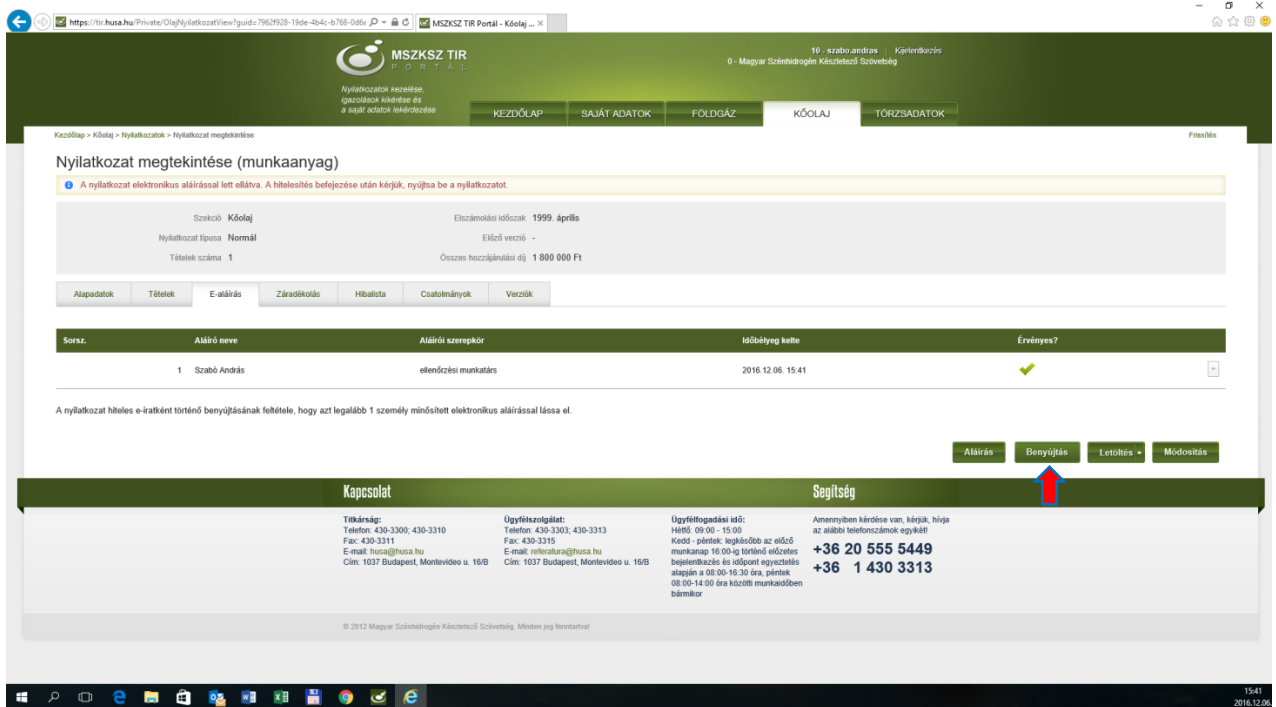 https://tir.husa.hu/Private/OlajNyilatkozatView?guid=7962f928-19de-4b4c-b768-0d6c
MSZKSZ TIR Portál - Kőolaj ...
MSZKSZ TIR
PORTÁL
Nyilatkozatok kezelése,
igazolások kikérése és
a saját adatok lekérdezése
10 - szabo.andras | Kijelentkezés
0 - Magyar Szénhidrogén Készletező Szövetség
KEZDŐLAP SAJÁT ADATOK FÖLDGÁZ KŐOLAJ TÖRZSADATOK
Kezdőlap > Kőolaj > Nyilatkozatok > Nyilatkozat megtekintése
Frissítés
Nyilatkozat megtekintése (munkaanyag)
A nyilatkozat elektronikus aláírással lett ellátva. A hitelesítés befejezése után kérjük, nyújtsa be a nyilatkozatot.
Szekció Kőolaj Elszámolási időszak 1999. április
Nyilatkozat típusa Normál Előző verzió -
Tételek száma 1 Összes hozzájárulási díj 1 800 000 Ft
Alapadatok Tételek E-aláírás Záradékolás Hibalista Csatolmányok Verziók
Sorsz. Aláíró neve Aláírói szerepkör Időbélyeg kelte Érvényes?
1 Szabó András ellenőrzési munkatárs 2016.12.06. 15:41
A nyilatkozat hiteles e-iratként történő benyújtásának feltétele, hogy azt legalább 1 személy minősített elektronikus aláírással lássa el.
Aláírás Benyújtás Letöltés Módosítás
Kapcsolat
Segítség
Titkárság:
Telefon: 430-3300; 430-3310
Fax: 430-3311
E-mail: husa@husa.hu
Cím: 1037 Budapest, Montevideo u. 16/B
Ügyfélszolgálat:
Telefon: 430-3303; 430-3313
Fax: 430-3315
E-mail: referatura@husa.hu
Cím: 1037 Budapest, Montevideo u. 16/B
Ügyfélfogadási idő:
Hétfő: 09:00 - 15:00
Kedd - péntek: legkésőbb az előző
munkanap 16:00-ig történő előzetes
bejelentkezés és időpont egyeztetés
alapján a 08:00-16:30 óra, péntek
08:00-14:00 óra közötti munkaidőben
bármikor
Amennyiben kérdése van, kérjük, hívja
az alábbi telefonszámok egyikét!
+36 20 555 5449
+36 1 430 3313
© 2012 Magyar Szénhidrogén Készletező Szövetség. Minden jog fenntartva!
15:41
2016.12.06.